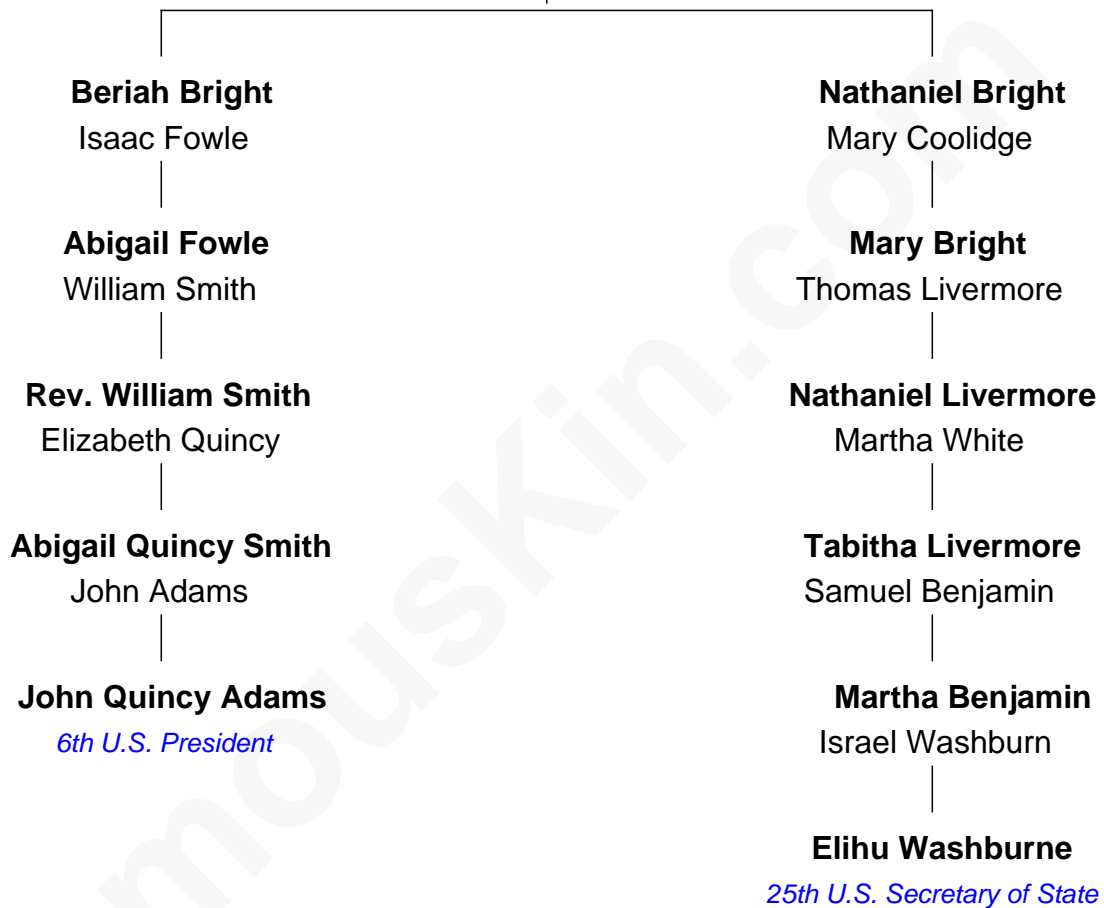 Beriah Bright
Isaac Fowle
Nathaniel Bright
Mary Coolidge
Abigail Fowle
William Smith
Mary Bright
Thomas Livermore
Rev. William Smith
Elizabeth Quincy
Nathaniel Livermore
Martha White
Abigail Quincy Smith
John Adams
Tabitha Livermore
Samuel Benjamin
John Quincy Adams
6th U.S. President
Martha Benjamin
Israel Washburn
Elihu Washburne
25th U.S. Secretary of State
mousKin.com